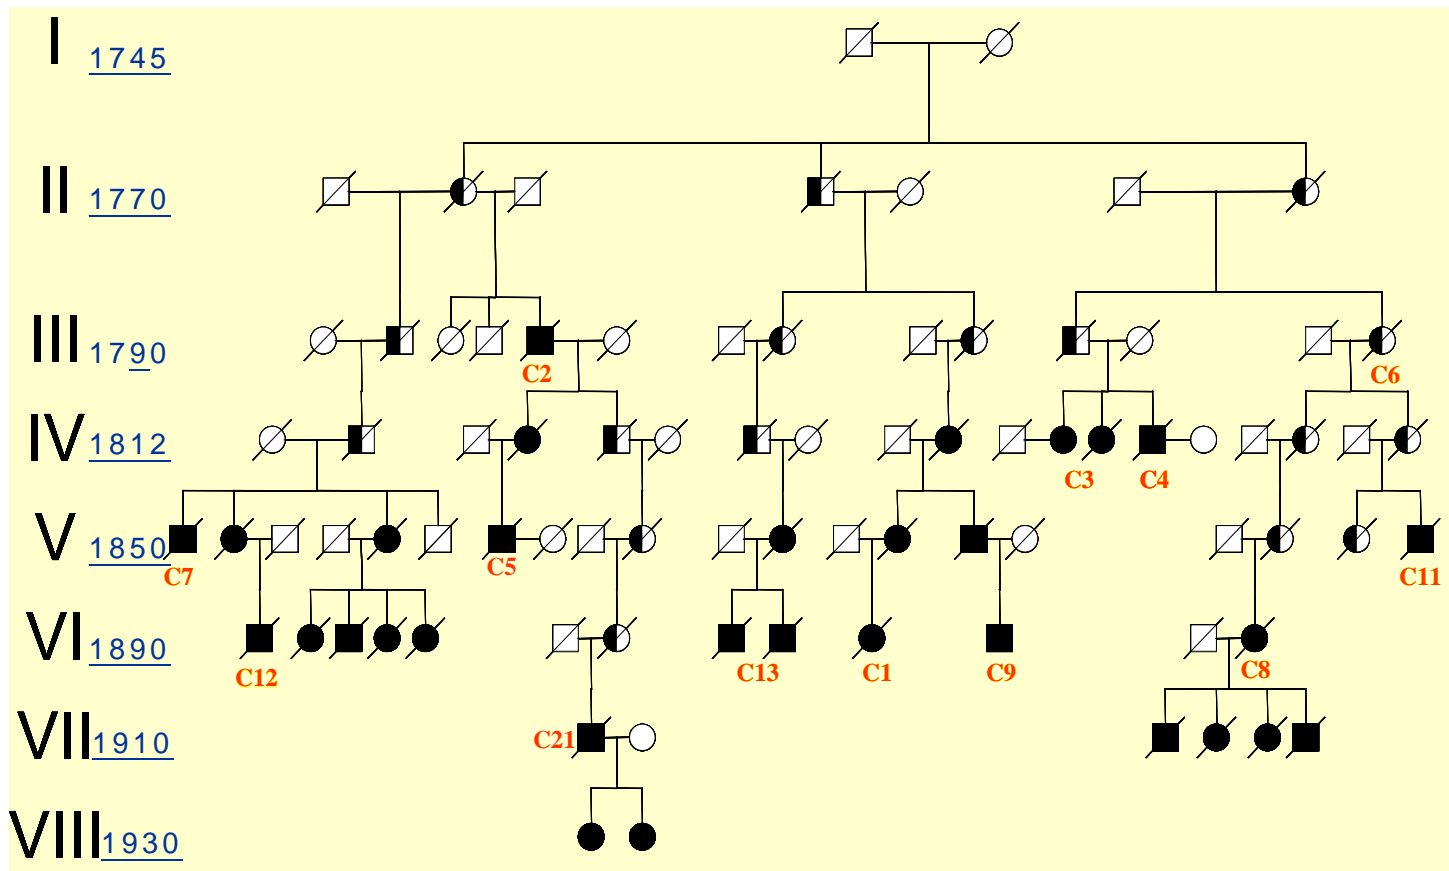 I 1745
II 1770
III 1790
C2 C6
IV 1812
C3 C4
V 1850
C7 C5 C11
VI 1890
C12 C13 C1 C9 C8
VII 1910 C21
VIII 1930